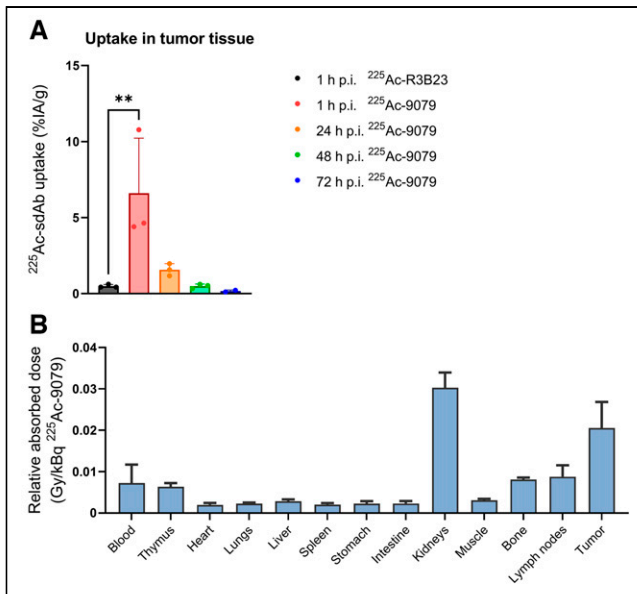 A
Uptake in tumor tissue
²²⁵Ac-sdAb uptake (%IA/g)
15
10
5
0
**
1 h p.i. ²²⁵Ac-R3B23
1 h p.i. ²²⁵Ac-9079
24 h p.i. ²²⁵Ac-9079
48 h p.i. ²²⁵Ac-9079
72 h p.i. ²²⁵Ac-9079
B
Relative absorbed dose
(Gy/kBq ²²⁵Ac-9079)
0.04
0.03
0.02
0.01
0
Blood
Thymus
Heart
Lungs
Liver
Spleen
Stomach
Intestine
Kidneys
Muscle
Bone
Lymph nodes
Tumor